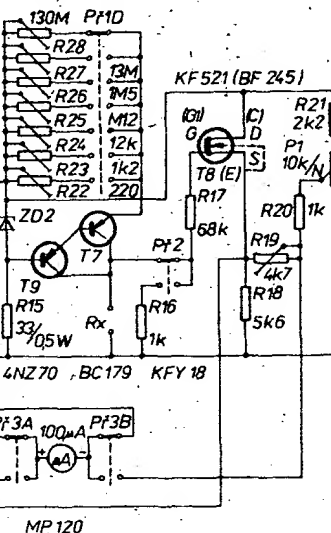 130M Př1D
R28
R27 13M
R26 1M5
R25 M12
R24 12k
R23 1k2
R22 220
KF521 (BF 245)
(G1) (C)
G D
S
T8 (E)
R21
2k2
P1
10k/N
R20
1k
R17
68k
R19
4k7
R18
5k6
ZD2
T7
T9
Př2
R15
33/0,5W
Rx
R16
1k
4NZ70 BC179 KFY18
Př3A 100µA Př3B
+ µA -
MP 120